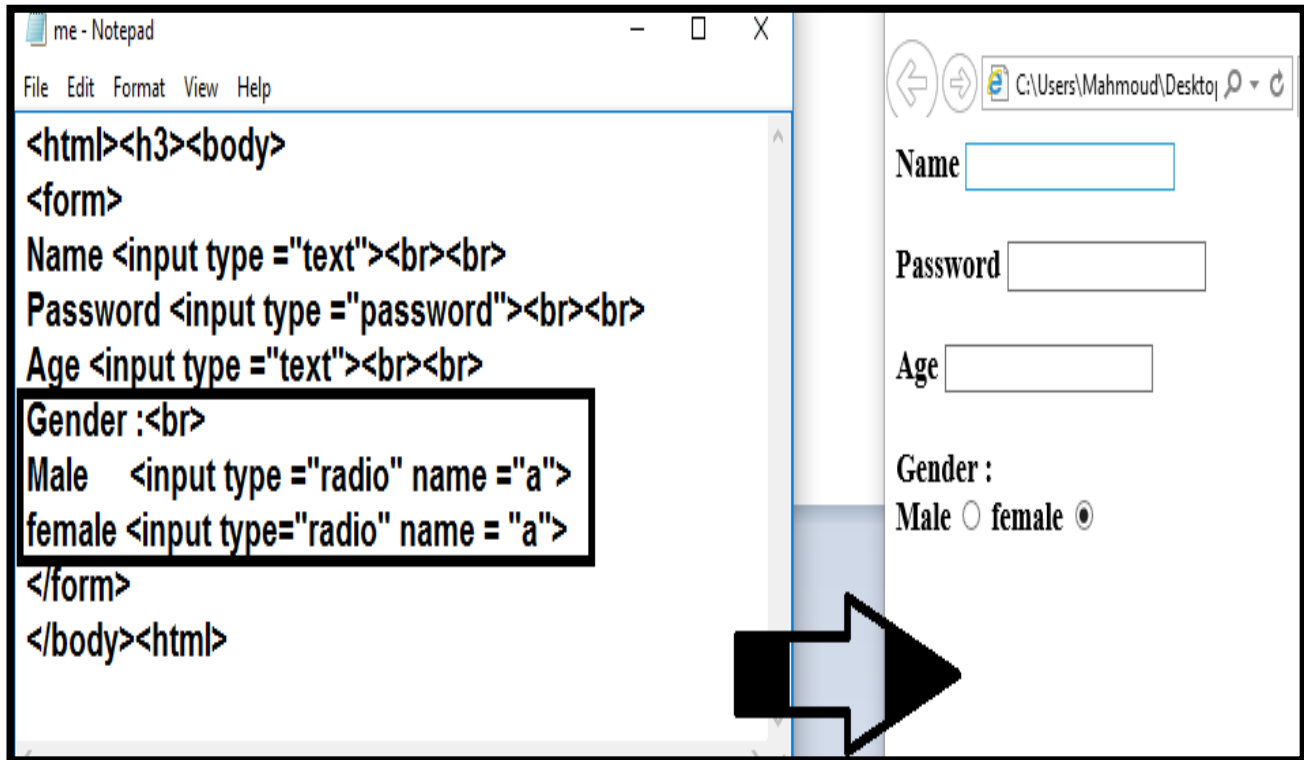 me - Notepad
File Edit Format View Help
<html><h3><body>
<form>
Name <input type ="text"><br><br>
Password <input type ="password"><br><br>
Age <input type ="text"><br><br>
Gender :<br>
Male <input type ="radio" name ="a">
female <input type="radio" name = "a">
</form>
</body><html>
C:\Users\Mahmoud\Desktop
Name
Password
Age
Gender :
Male female